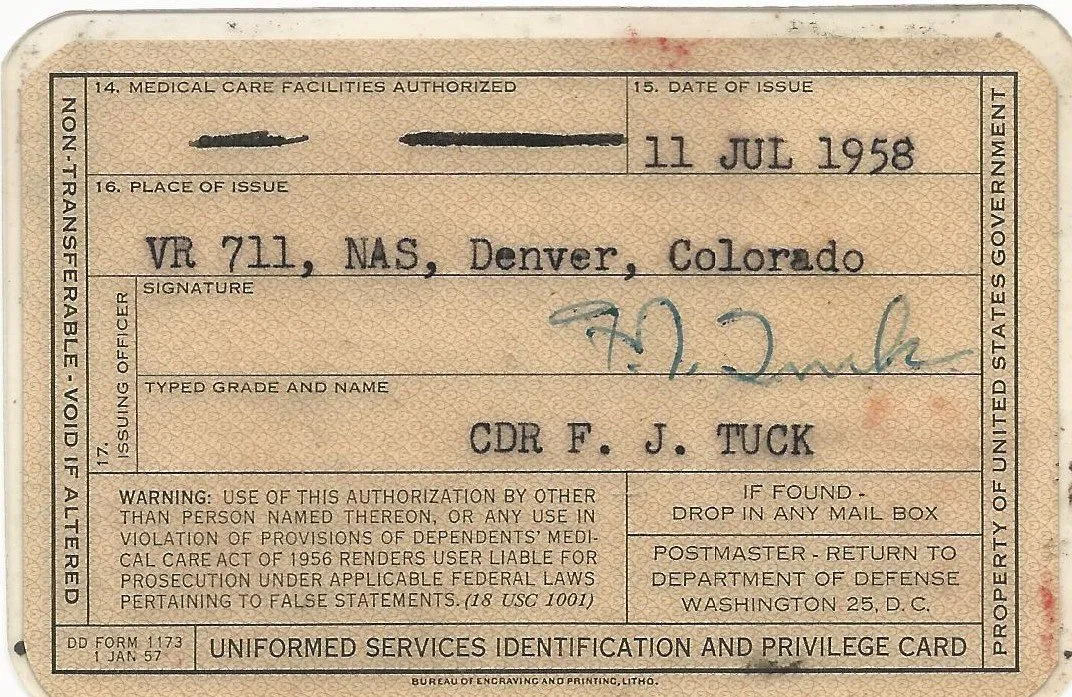 14. MEDICAL CARE FACILITIES AUTHORIZED
15. DATE OF ISSUE
11 JUL 1958
16. PLACE OF ISSUE
VR 711, NAS, Denver, Colorado
17. ISSUING OFFICER
SIGNATURE
F. J. Tuck
TYPED GRADE AND NAME
CDR F. J. TUCK
WARNING: USE OF THIS AUTHORIZATION BY OTHER
THAN PERSON NAMED THEREON, OR ANY USE IN
VIOLATION OF PROVISIONS OF DEPENDENTS' MEDI-
CAL CARE ACT OF 1956 RENDERS USER LIABLE FOR
PROSECUTION UNDER APPLICABLE FEDERAL LAWS
PERTAINING TO FALSE STATEMENTS. (18 USC 1001)
IF FOUND -
DROP IN ANY MAIL BOX
POSTMASTER - RETURN TO
DEPARTMENT OF DEFENSE
WASHINGTON 25, D. C.
DD FORM 1173
1 JAN 57
UNIFORMED SERVICES IDENTIFICATION AND PRIVILEGE CARD
NON-TRANSFERABLE - VOID IF ALTERED
PROPERTY OF UNITED STATES GOVERNMENT
BUREAU OF ENGRAVING AND PRINTING, LITHO.